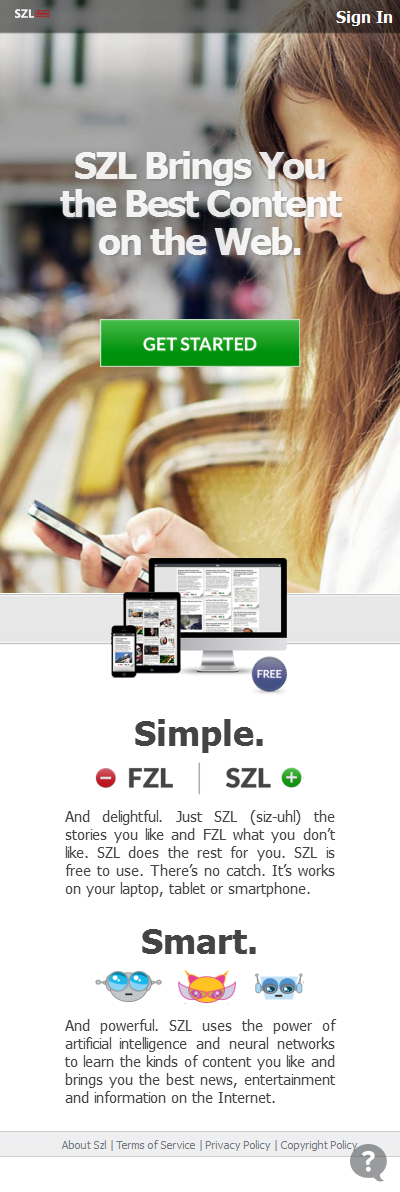 SZL
Sign In
SZL Brings You
the Best Content
on the Web.
GET STARTED
FREE
Simple.
FZL | SZL
And delightful. Just SZL (siz-uhl) the
stories you like and FZL what you don’t
like. SZL does the rest for you. SZL is
free to use. There’s no catch. It’s works
on your laptop, tablet or smartphone.
Smart.
And powerful. SZL uses the power of
artificial intelligence and neural networks
to learn the kinds of content you like and
brings you the best news, entertainment
and information on the Internet.
About Szl | Terms of Service | Privacy Policy | Copyright Policy
?